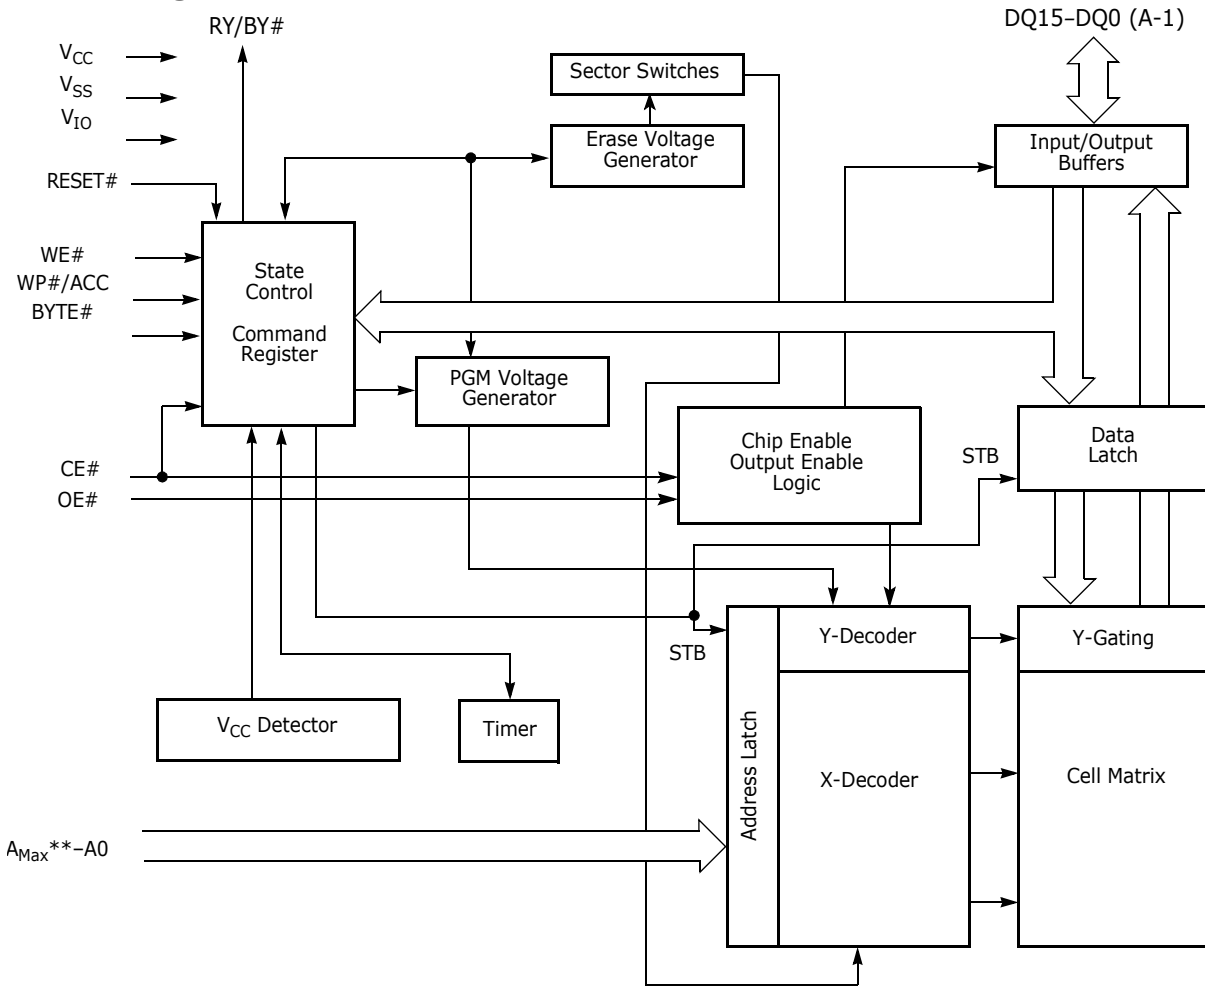 RY/BY#
DQ15–DQ0 (A-1)
VCC
VSS
VIO
Sector Switches
Erase Voltage
Generator
Input/Output
Buffers
RESET#
WE#
WP#/ACC
BYTE#
State
Control
Command
Register
PGM Voltage
Generator
Chip Enable
Output Enable
Logic
STB
Data
Latch
CE#
OE#
Y-Decoder
Y-Gating
STB
VCC Detector
Timer
Address Latch
X-Decoder
Cell Matrix
AMax**–A0